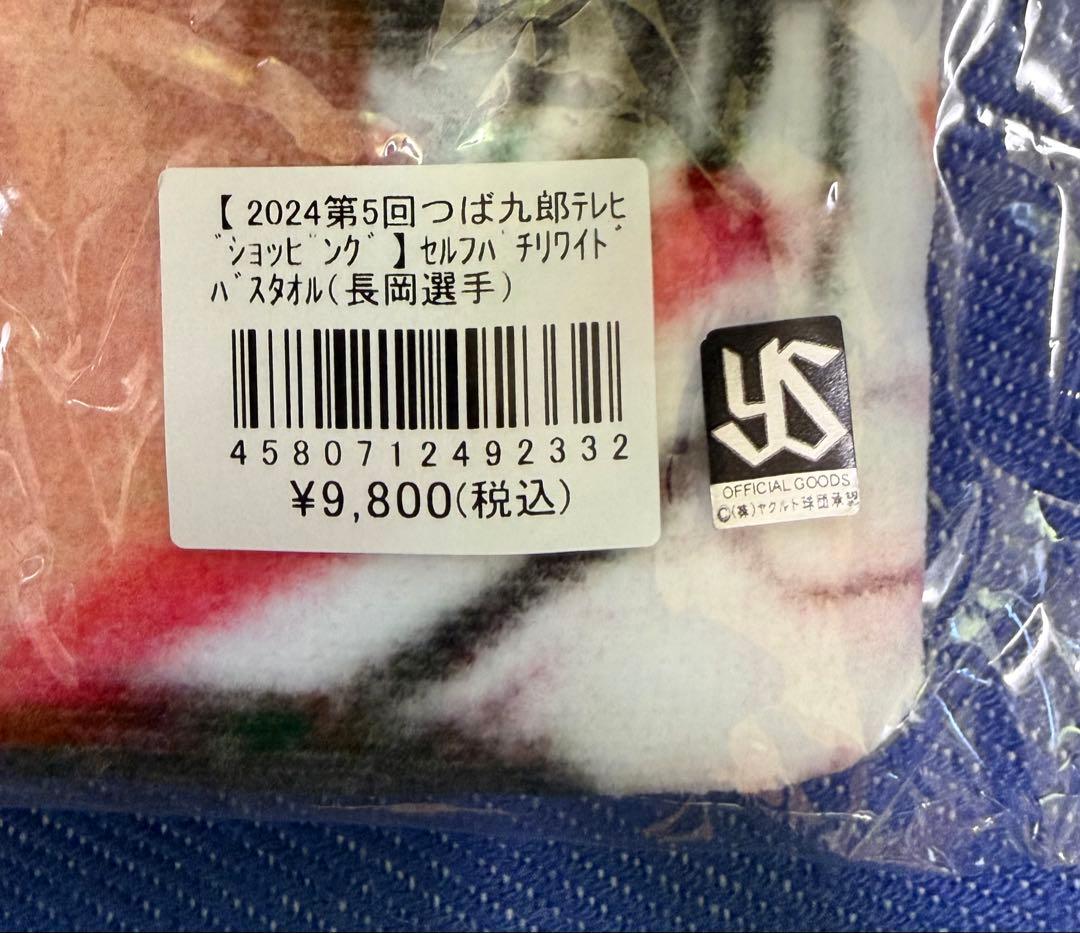 【 2024第5回つば九郎ﾃﾚﾋ
ﾞｼｮｯﾋﾟﾝｸﾞ 】ｾﾙﾌﾊﾞﾁﾘﾜｲﾄﾞ
ﾊﾞｽﾀｵﾙ(長岡選手)
4580712492332
¥9,800(税込)
YS
OFFICIAL GOODS
©(株)ヤクルト球団承認